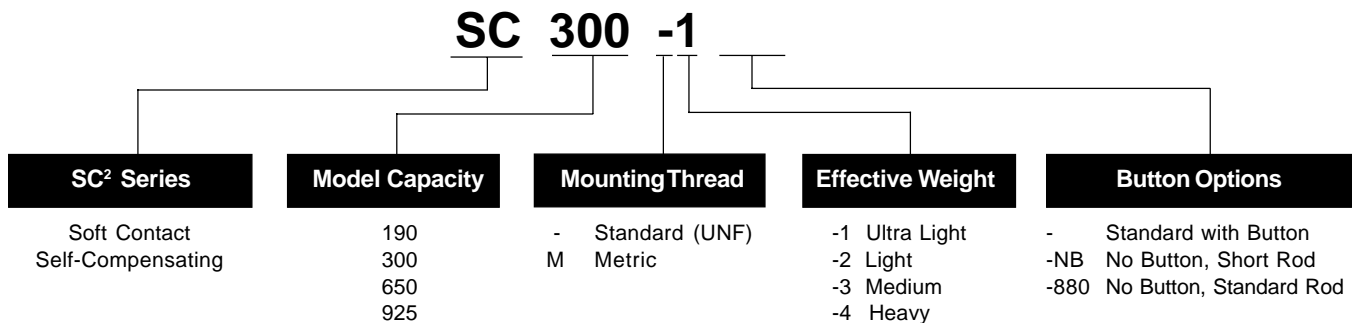 SC 300 -1
SC² Series
Soft Contact
Self-Compensating
Model Capacity
190
300
650
925
Mounting Thread
- Standard (UNF)
M Metric
Effective Weight
-1 Ultra Light
-2 Light
-3 Medium
-4 Heavy
Button Options
- Standard with Button
-NB No Button, Short Rod
-880 No Button, Standard Rod